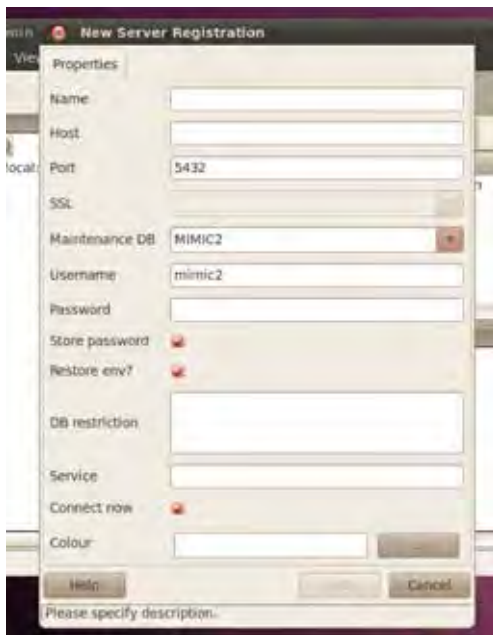 New Server Registration
Properties
Name
Host
Port 5432
SSL
Maintenance DB MIMIC2
Username mimic2
Password
Store password
Restore env?
DB restriction
Service
Connect now
Colour
Help Cancel
Please specify description.